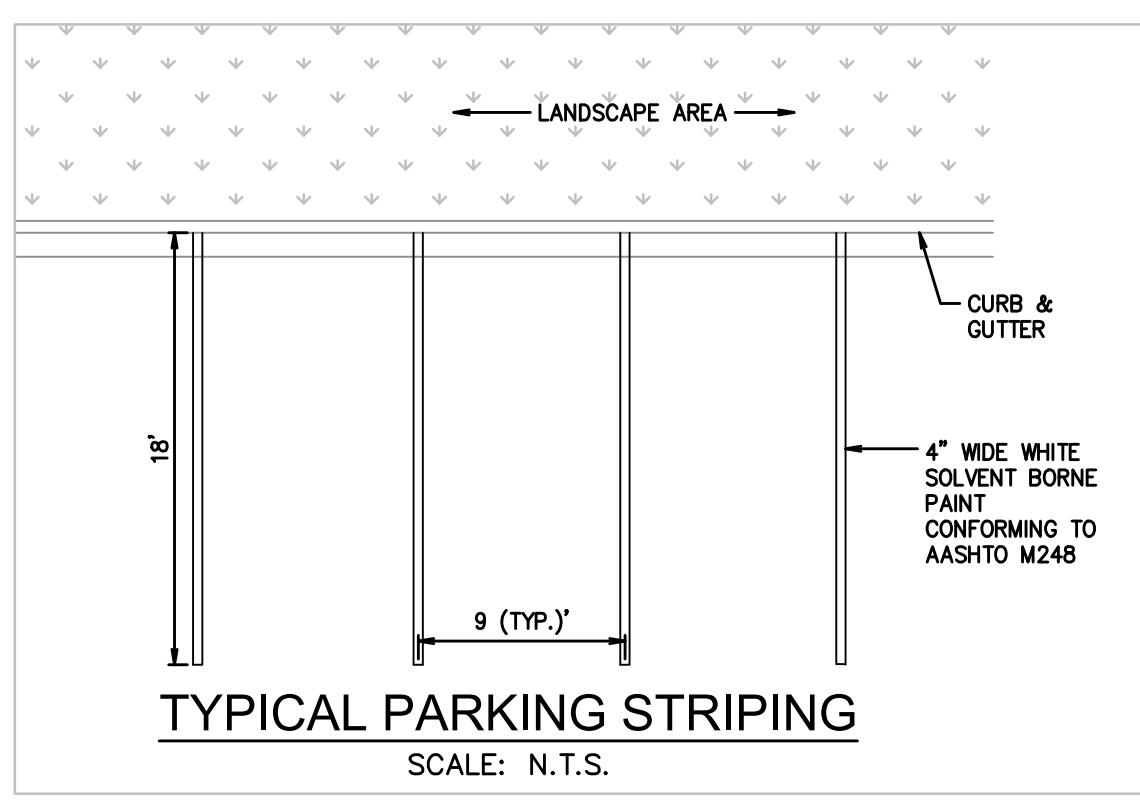 LANDSCAPE AREA
CURB &
GUTTER
18'
4" WIDE WHITE
SOLVENT BORNE
PAINT
CONFORMING TO
AASHTO M248
9 (TYP.)'
TYPICAL PARKING STRIPING
SCALE: N.T.S.